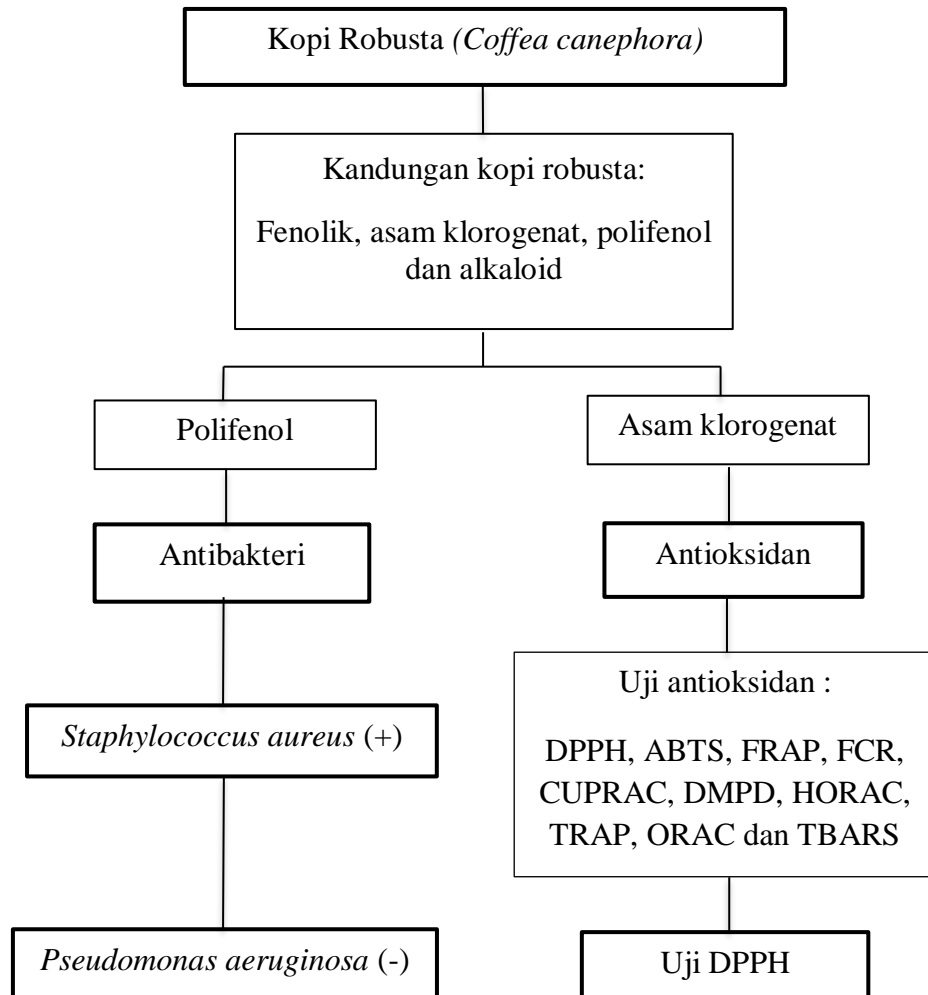 Kopi Robusta (Coffea canephora)
Kandungan kopi robusta:
Fenolik, asam klorogenat, polifenol
dan alkaloid
Polifenol
Asam klorogenat
Antibakteri
Antioksidan
Staphylococcus aureus (+)
Uji antioksidan :
DPPH, ABTS, FRAP, FCR,
CUPRAC, DMPD, HORAC,
TRAP, ORAC dan TBARS
Pseudomonas aeruginosa (-)
Uji DPPH